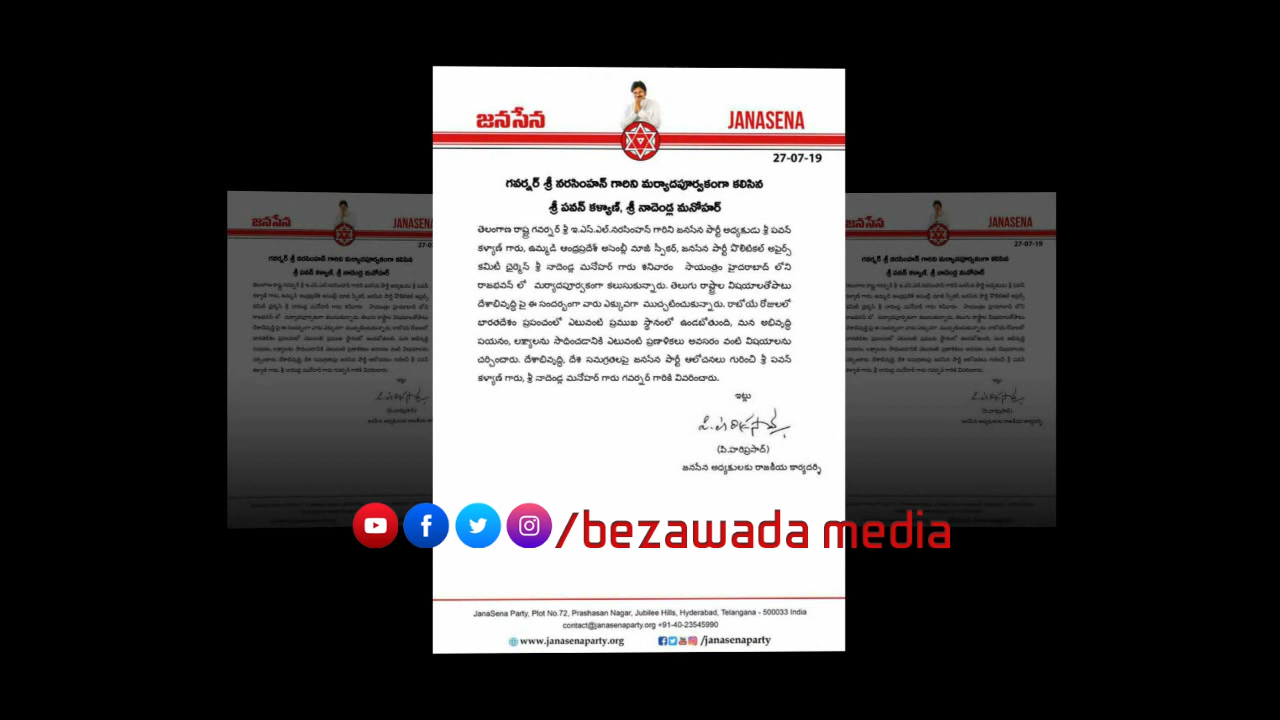 జనసేన
JANASENA
27-07-19
గవర్నర్ శ్రీ నరసింహన్ గారిని మర్యాదపూర్వకంగా కలిసిన
శ్రీ పవన్ కళ్యాణ్, శ్రీ నాదెండ్ల మనోహర్
తెలంగాణ రాష్ట్ర గవర్నర్ శ్రీ ఇ.ఎస్.ఎల్.నరసింహన్ గారిని జనసేన పార్టీ అధ్యక్షుడు శ్రీ పవన్
కళ్యాణ్ గారు, ఉమ్మడి ఆంధ్రప్రదేశ్ అసెంబ్లీ మాజీ స్పీకర్, జనసేన పార్టీ పొలిటికల్ అఫైర్స్
కమిటీ ఛైర్మన్ శ్రీ నాదెండ్ల మనోహర్ గారు శనివారం సాయంత్రం హైదరాబాద్ లోని
రాజభవన్ లో మర్యాదపూర్వకంగా కలుసుకున్నారు. తెలుగు రాష్ట్రాల విషయాలతోపాటు
దేశాభివృద్ధి పై ఈ సందర్భంగా వారు ఎక్కువగా ముచ్చటించుకున్నారు. రాబోయే రోజులలో
భారతదేశం ప్రపంచంలో ఎటువంటి ప్రముఖ స్థానంలో ఉండబోతుంది, మన అభివృద్ధి
పయనం, లక్ష్యాలను సాధించడానికి ఎటువంటి ప్రణాళికలు అవసరం వంటి విషయాలను
చర్చించారు. దేశాభివృద్ధి, దేశ సమగ్రతలపై జనసేన పార్టీ ఆలోచనలు గురించి శ్రీ పవన్
కళ్యాణ్ గారు, శ్రీ నాదెండ్ల మనోహర్ గారు గవర్నర్ గారికి వివరించారు.
ఇట్లు
(పి.హరిప్రసాద్)
జనసేన అధ్యక్షులకు రాజకీయ కార్యదర్శి
/bezawada media
JanaSena Party, Plot No.72, Prashasan Nagar, Jubilee Hills, Hyderabad, Telangana - 500033 India
contact@janasenaparty.org +91-40-23545990
www.janasenaparty.org
/janasenaparty